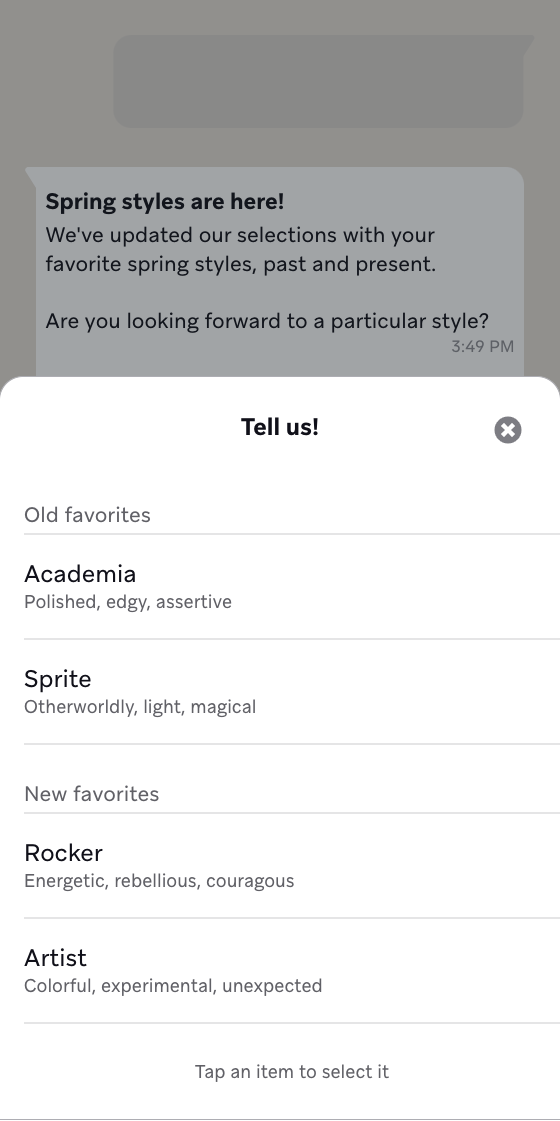 Spring styles are here!
We've updated our selections with your
favorite spring styles, past and present.
Are you looking forward to a particular style?
3:49 PM
Tell us!
Old favorites
Academia
Polished, edgy, assertive
Sprite
Otherworldly, light, magical
New favorites
Rocker
Energetic, rebellious, couragous
Artist
Colorful, experimental, unexpected
Tap an item to select it